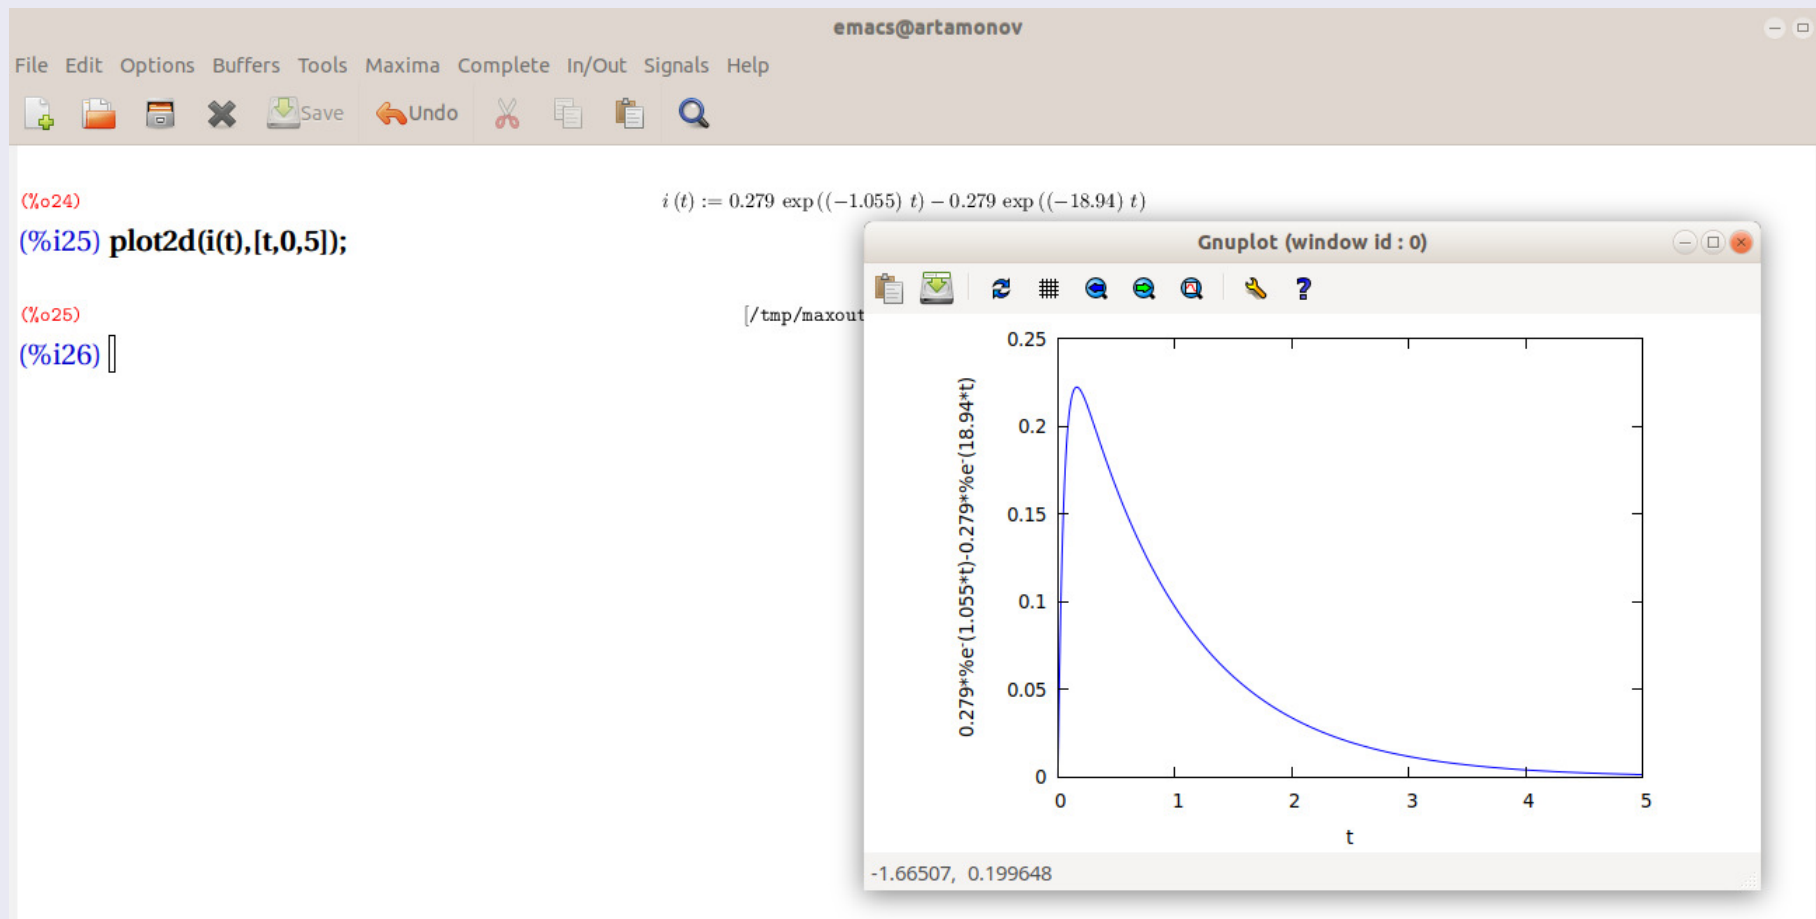 emacs@artamonov
File Edit Options Buffers Tools Maxima Complete In/Out Signals Help
Save Undo
(%o24) i (t) := 0.279 exp ((−1.055) t) − 0.279 exp ((−18.94) t)
(%i25) plot2d(i(t),[t,0,5]);
(%o25) [/tmp/maxout
(%i26)
Gnuplot (window id : 0)
0.279*%e^-(1.055*t)-0.279*%e^-(18.94*t)
0.25
0.2
0.15
0.1
0.05
0
0 1 2 3 4 5
t
-1.66507, 0.199648